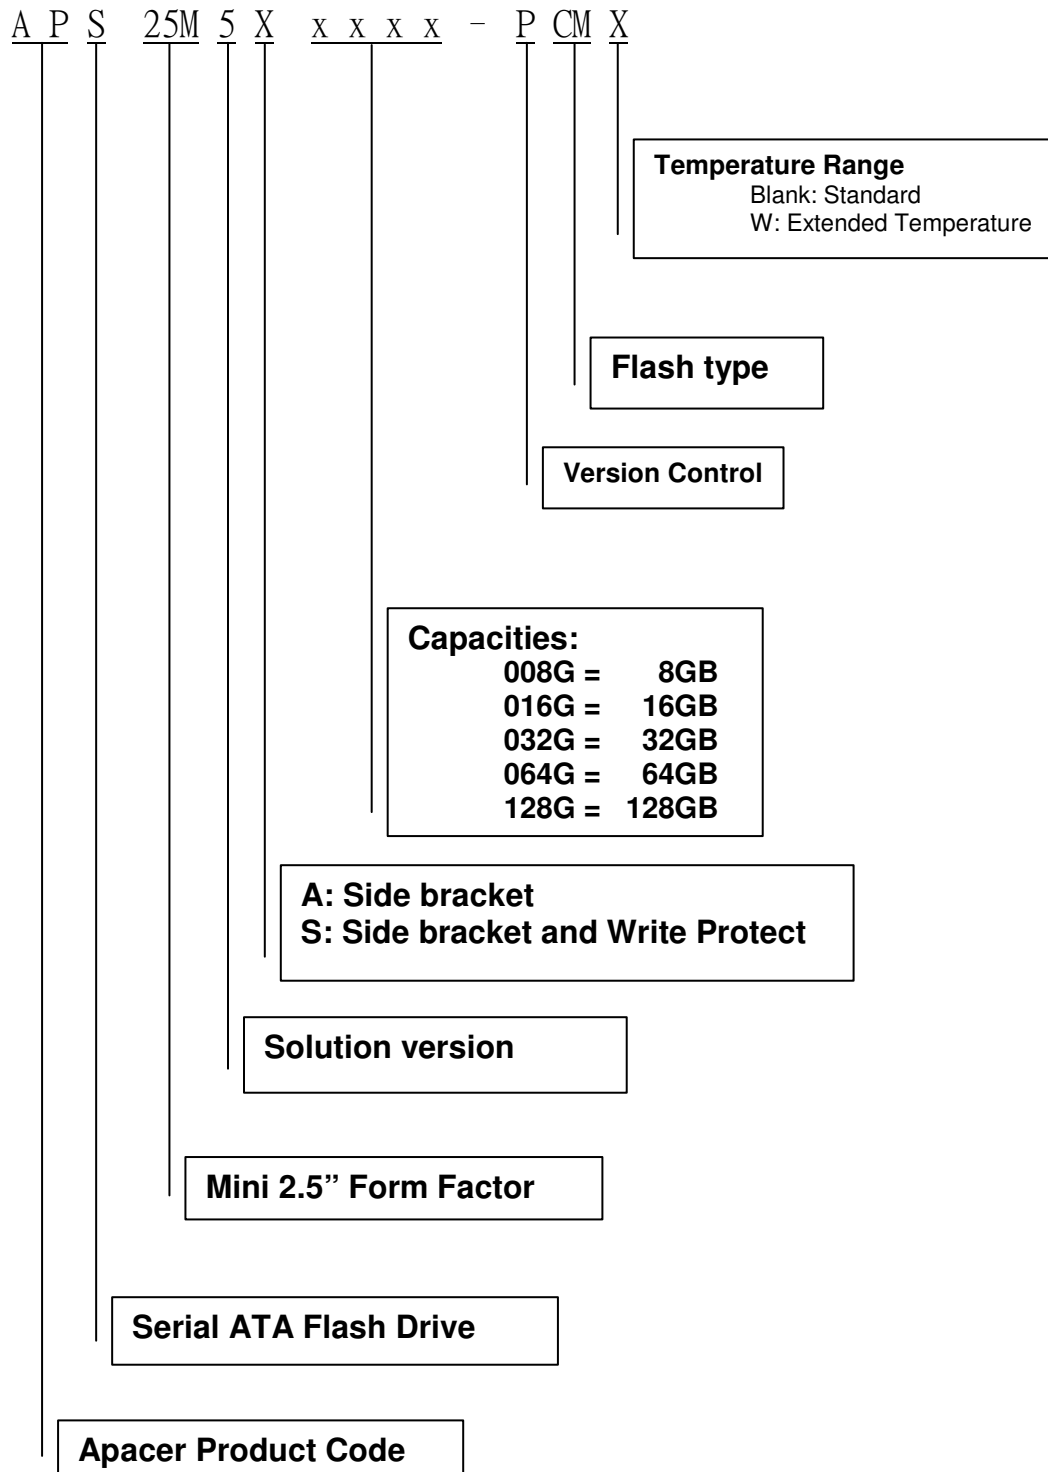 A P S 25M 5 X x x x x - P CM X
Temperature Range
Blank: Standard
W: Extended Temperature
Flash type
Version Control
Capacities:
008G = 8GB
016G = 16GB
032G = 32GB
064G = 64GB
128G = 128GB
A: Side bracket
S: Side bracket and Write Protect
Solution version
Mini 2.5” Form Factor
Serial ATA Flash Drive
Apacer Product Code